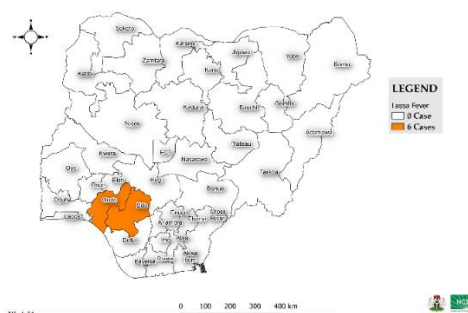 Sokoto
Katsina
Jigawa
Yobe
Borno
Zamfara
Kano
Kebbi
LEGEND
Lassa Fever
0 Case
6 Cases
Kaduna
Bauchi
Gombe
Adamawa
Niger
Plateau
Kwara
FCT
Nasarawa
Oyo
Taraba
Osun
Ekiti
Kogi
Benue
Ogun
Ondo
Edo
Lagos
Enugu
Anambra
Ebonyi
Cross
River
Delta
Imo
Abia
Bayelsa
Rivers
Akwa
Ibom
0 100 200 300 400 km